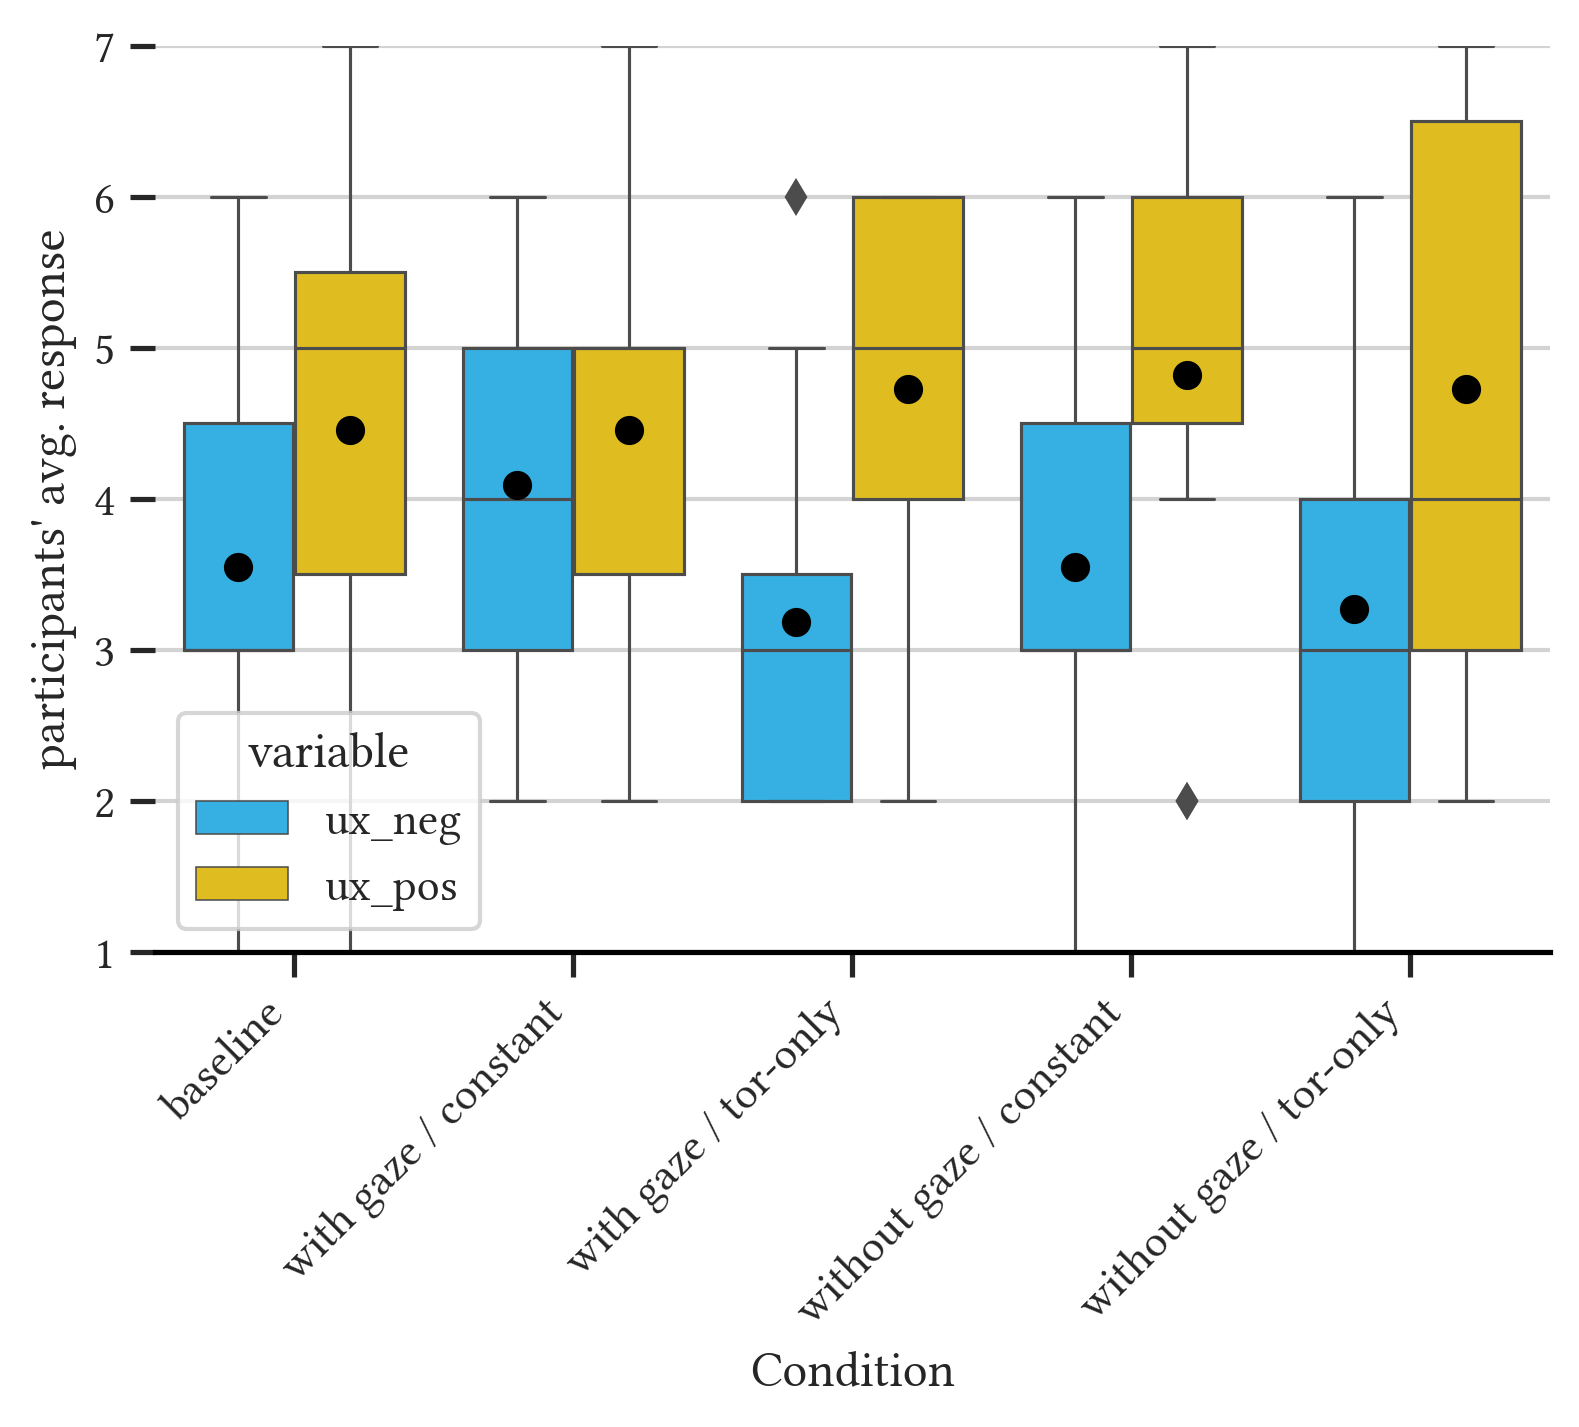 7
6
5
4
3
2
1
participants' avg. response
variable
ux_neg
ux_pos
baseline
with gaze / constant
with gaze / tor-only
without gaze / constant
without gaze / tor-only
Condition